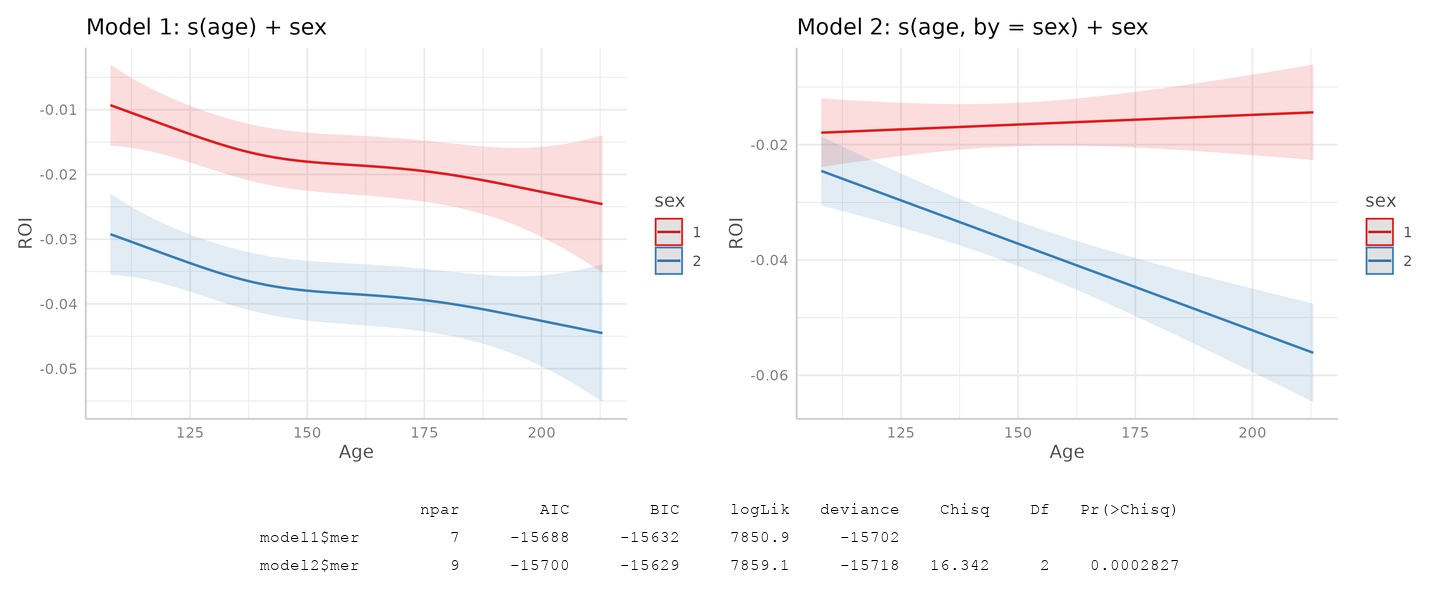 Model 1: s(age) + sex
-0.01
-0.02
-0.03
-0.04
-0.05
ROI
125 150 175 200
Age
sex
1
2
Model 2: s(age, by = sex) + sex
-0.02
-0.04
-0.06
ROI
125 150 175 200
Age
sex
1
2
npar AIC BIC logLik deviance Chisq Df Pr(>Chisq)
model1$mer 7 -15688 -15632 7850.9 -15702
model2$mer 9 -15700 -15629 7859.1 -15718 16.342 2 0.0002827